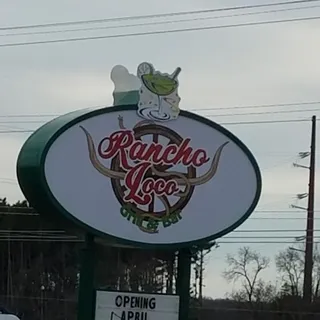 Rancho
Loco
Grill & Bar
OPENING
APRIL